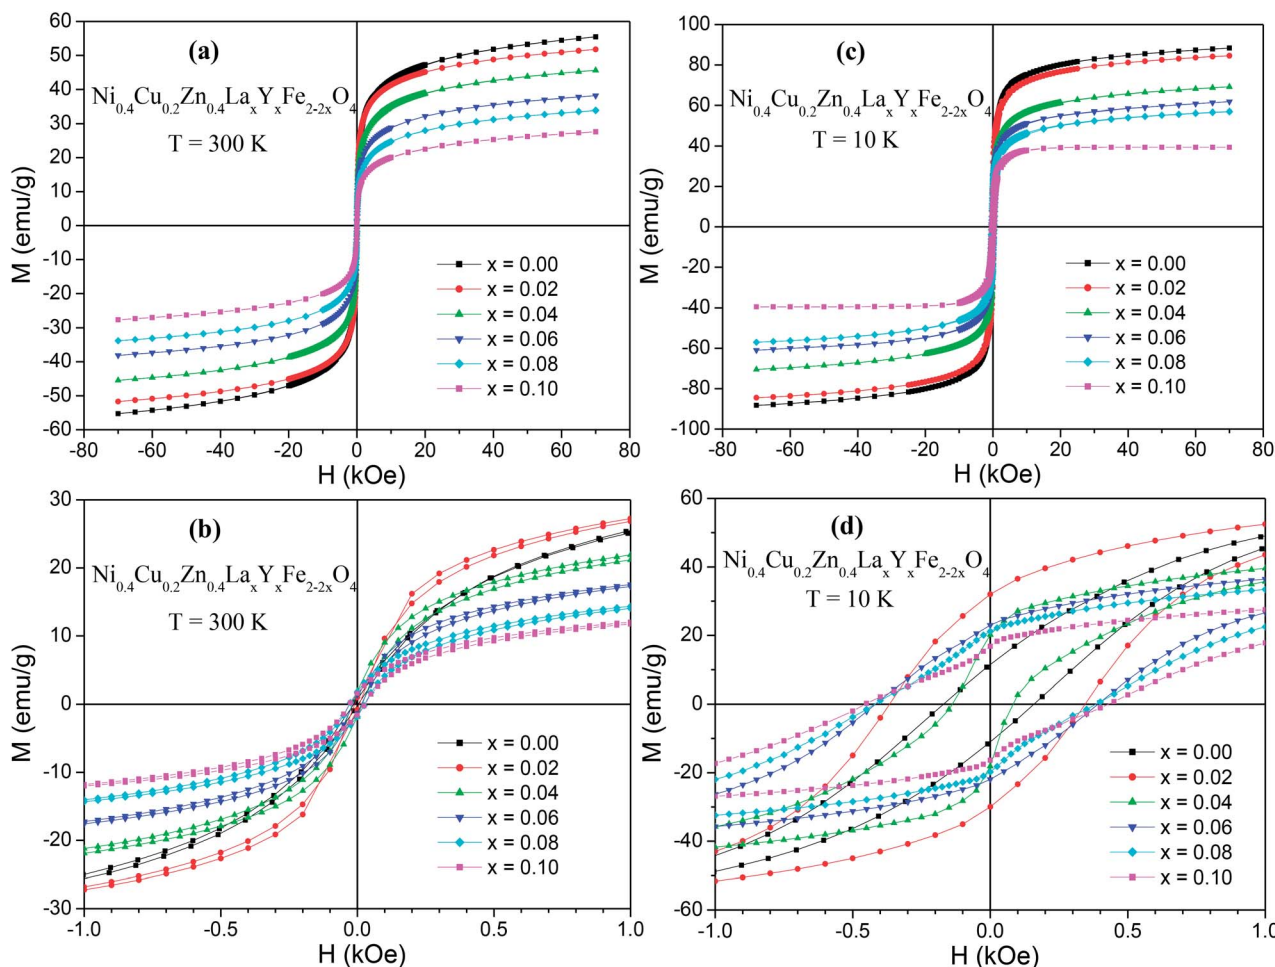 (a)
Ni0.4Cu0.2Zn0.4LaxYxFe2-2xO4
T = 300 K
M (emu/g)
60
50
40
30
20
10
0
-10
-20
-30
-40
-50
-60
x = 0.00
x = 0.02
x = 0.04
x = 0.06
x = 0.08
x = 0.10
-80 -60 -40 -20 0 20 40 60 80
H (kOe)
(c)
Ni0.4Cu0.2Zn0.4LaxYxFe2-2xO4
T = 10 K
M (emu/g)
100
80
60
40
20
0
-20
-40
-60
-80
-100
x = 0.00
x = 0.02
x = 0.04
x = 0.06
x = 0.08
x = 0.10
-80 -60 -40 -20 0 20 40 60 80
H (kOe)
(b)
Ni0.4Cu0.2Zn0.4LaxYxFe2-2xO4
T = 300 K
M (emu/g)
30
20
10
0
-10
-20
-30
x = 0.00
x = 0.02
x = 0.04
x = 0.06
x = 0.08
x = 0.10
-1.0 -0.5 0.0 0.5 1.0
H (kOe)
(d)
Ni0.4Cu0.2Zn0.4LaxYxFe2-2xO4
T = 10 K
M (emu/g)
60
40
20
0
-20
-40
-60
x = 0.00
x = 0.02
x = 0.04
x = 0.06
x = 0.08
x = 0.10
-1.0 -0.5 0.0 0.5 1.0
H (kOe)